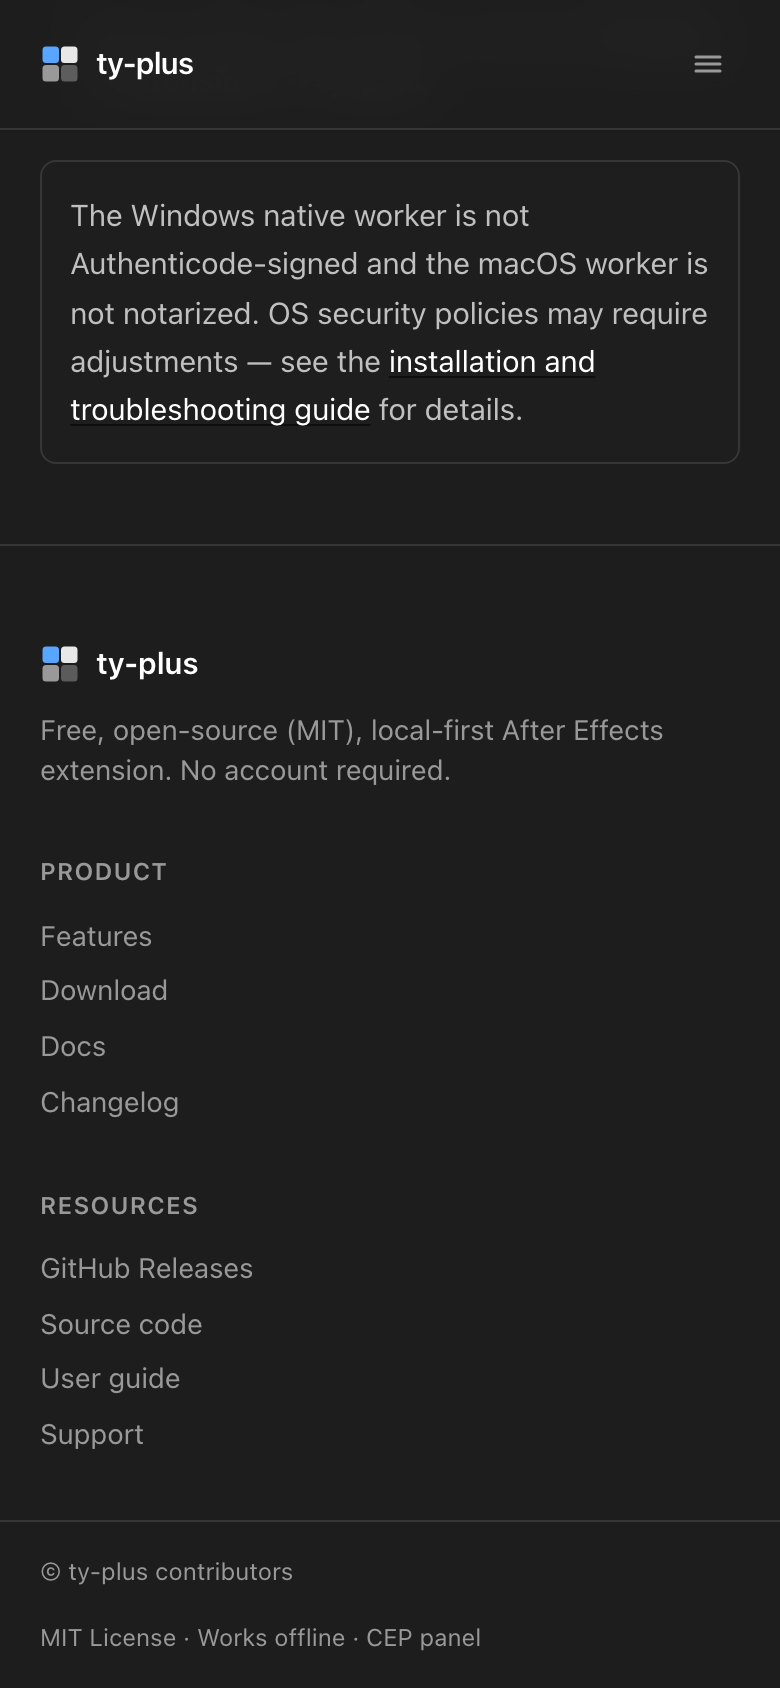 ty-plus
The Windows native worker is not
Authenticode-signed and the macOS worker is
not notarized. OS security policies may require
adjustments — see the installation and
troubleshooting guide for details.
ty-plus
Free, open-source (MIT), local-first After Effects
extension. No account required.
PRODUCT
Features
Download
Docs
Changelog
RESOURCES
GitHub Releases
Source code
User guide
Support
© ty-plus contributors
MIT License · Works offline · CEP panel